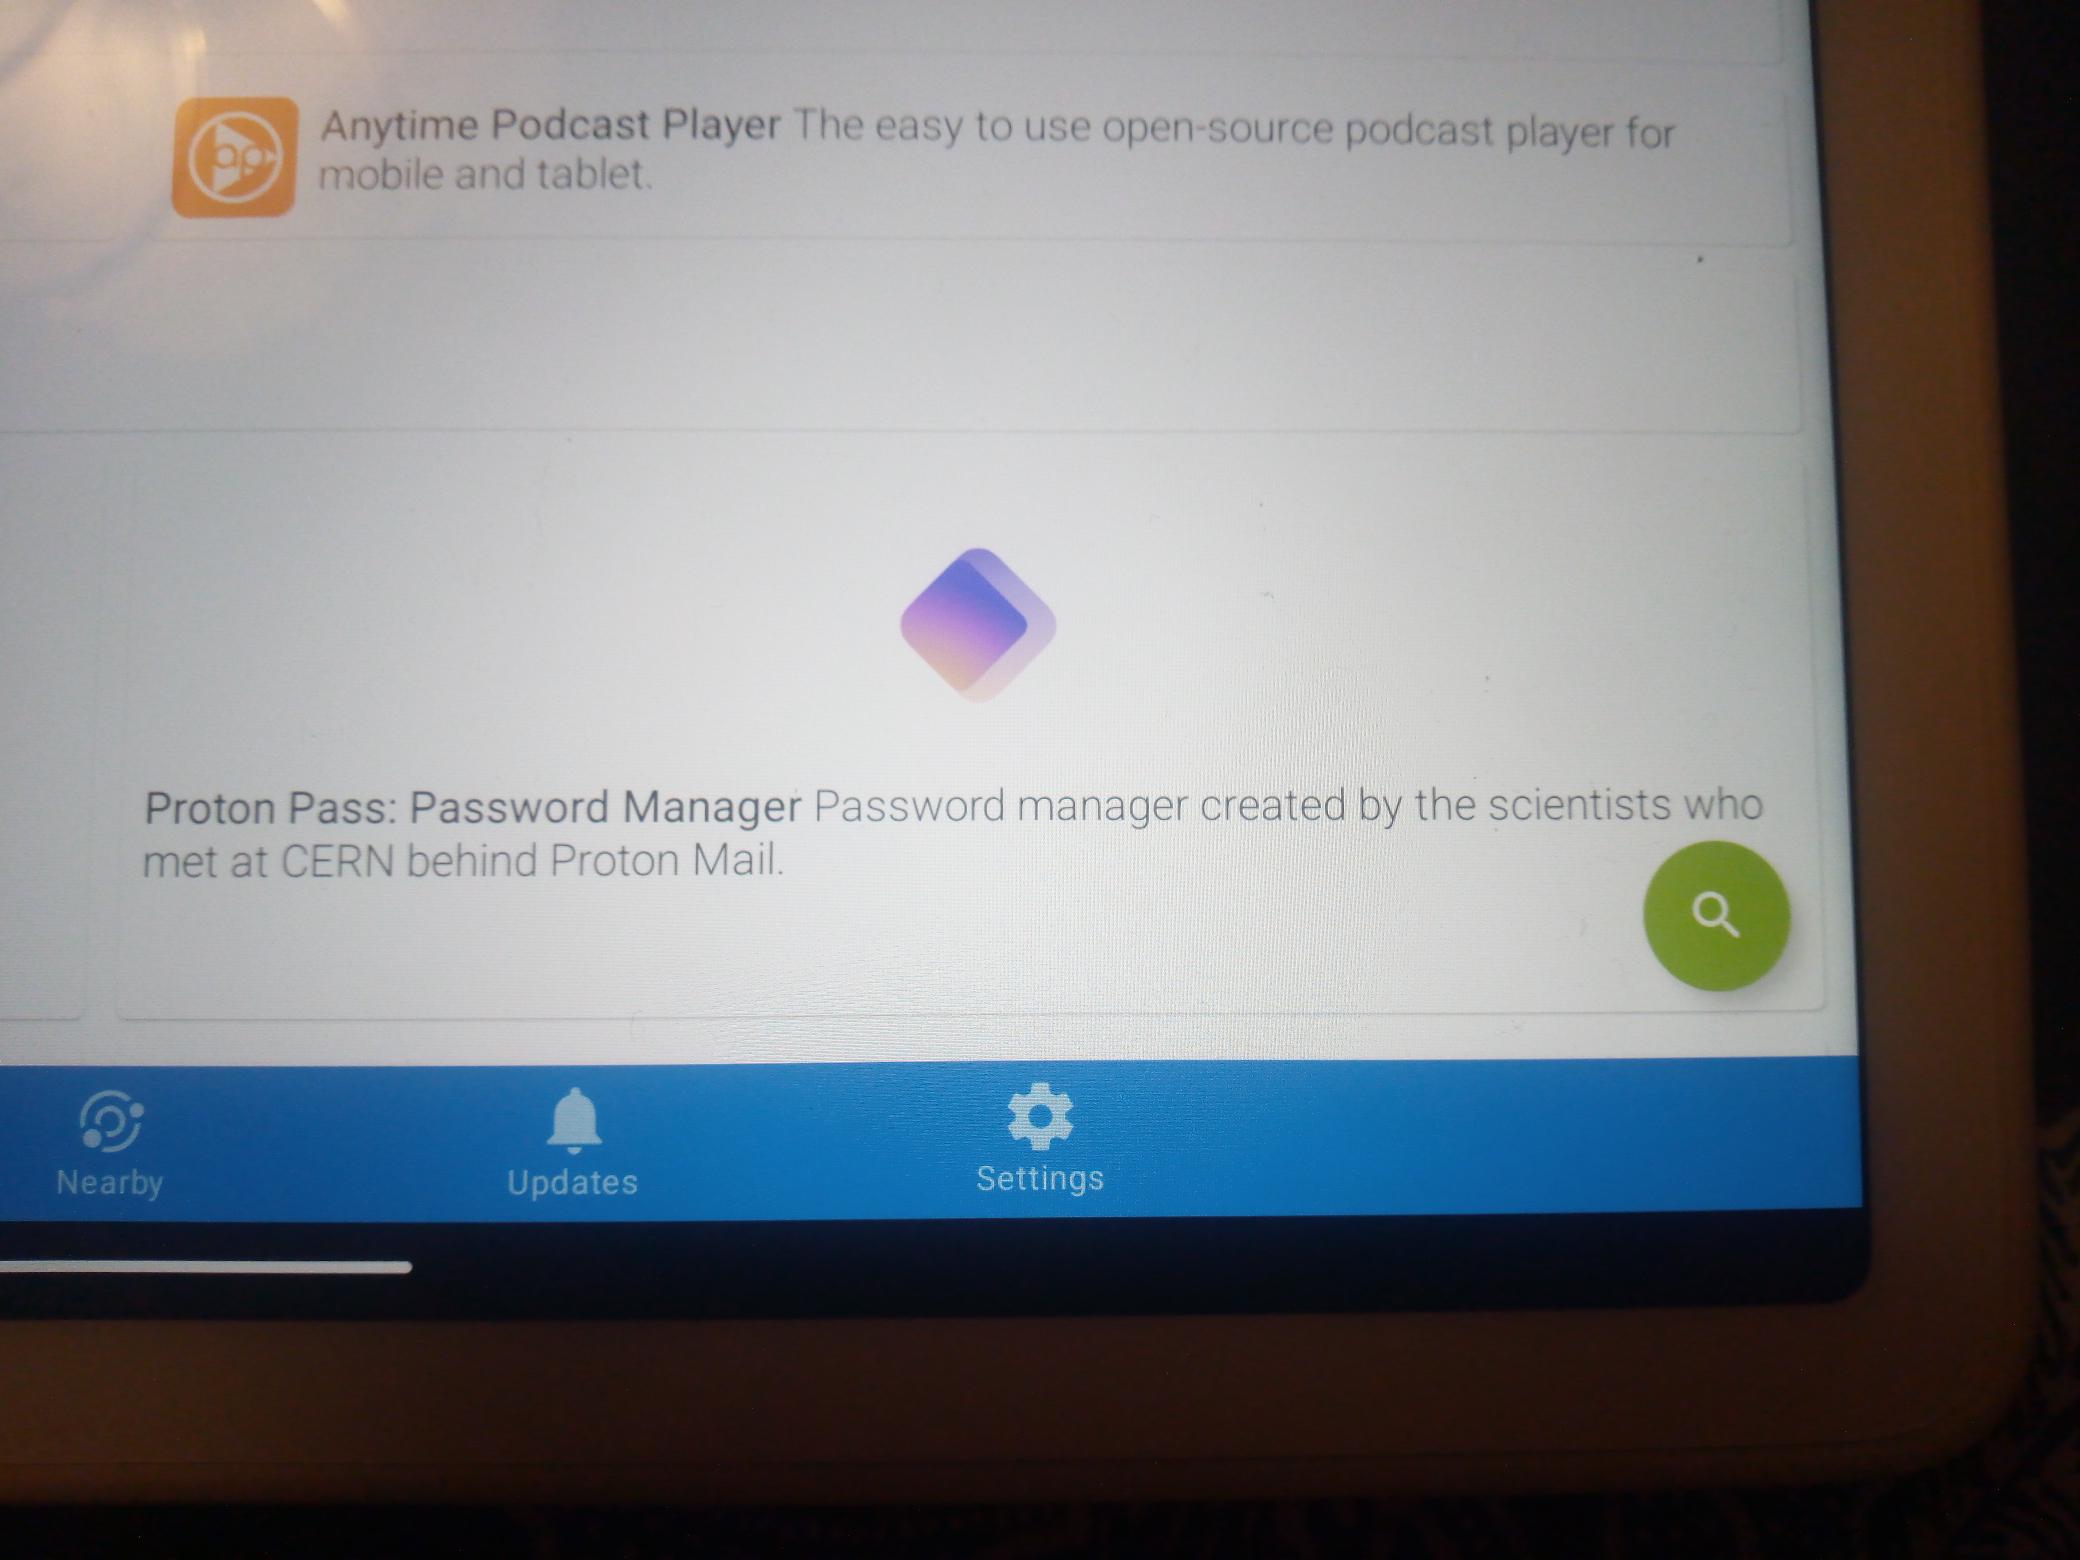 ap
Anytime Podcast Player The easy to use open-source podcast player for
mobile and tablet.
Proton Pass: Password Manager Password manager created by the scientists who
met at CERN behind Proton Mail.
Nearby
Updates
Settings